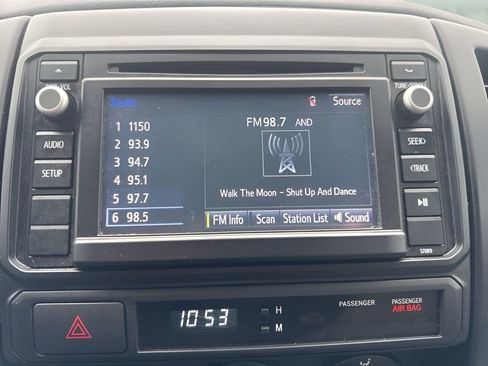 PWR·VOL
Radio
Source
TUNE·SCROLL
1 1150
FM98.7 AND
2 93.9
AUDIO
SEEK>
3 94.7
4 95.1
SETUP
<TRACK
5 97.7
Walk The Moon - Shut Up And Dance
6 98.5
FM Info
Scan
Station List
Sound
57089
PASSENGER
PASSENGER
AIR BAG
10:53
H
M